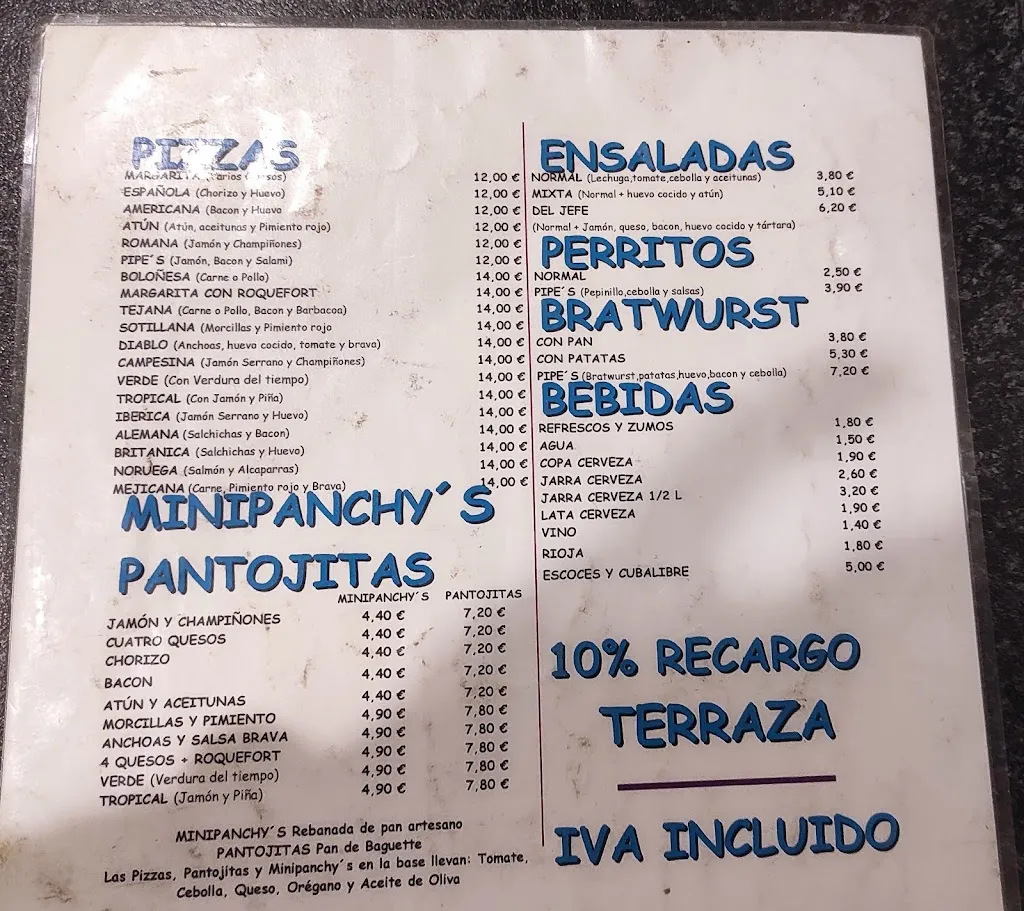 PIZZAS
MARGARITA 12,00 €
ESPAÑOLA (Chorizo y Huevo) 12,00 €
AMERICANA (Bacon y Huevo 12,00 €
ATÚN (Atún, aceitunas y Pimiento rojo) 12,00 €
ROMANA (Jamón y Champiñones) 12,00 €
PIPE´S (Jamón, Bacon y Salami) 12,00 €
BOLOÑESA (Carne o Pollo) 14,00 €
MARGARITA CON ROQUEFORT 14,00 €
TEJANA (Carne o Pollo, Bacon y Barbacoa) 14,00 €
SOTILLANA (Morcillas y Pimiento rojo 14,00 €
DIABLO (Anchoas, huevo cocido, tomate y brava) 14,00 €
CAMPESINA (Jamón Serrano y Champiñones) 14,00 €
VERDE (Con Verdura del tiempo) 14,00 €
TROPICAL (Con Jamón y Piña) 14,00 €
IBERICA (Jamón Serrano y Huevo) 14,00 €
ALEMANA (Salchichas y Bacon) 14,00 €
BRITANICA (Salchichas y Huevo) 14,00 €
NORUEGA (Salmón y Alcaparras) 14,00 €
MEJICANA (Carne, Pimiento rojo y Brava) 14,00 €
MINIPANCHY´S
PANTOJITAS
MINIPANCHY´S PANTOJITAS
JAMÓN Y CHAMPIÑONES 4,40 € 7,20 €
CUATRO QUESOS 4,40 € 7,20 €
CHORIZO 4,40 € 7,20 €
BACON 4,40 € 7,20 €
ATÚN Y ACEITUNAS 4,40 € 7,20 €
MORCILLAS Y PIMIENTO 4,90 € 7,80 €
ANCHOAS Y SALSA BRAVA 4,90 € 7,80 €
4 QUESOS + ROQUEFORT 4,90 € 7,80 €
VERDE (Verdura del tiempo) 4,90 € 7,80 €
TROPICAL (Jamón y Piña) 4,90 € 7,80 €
MINIPANCHY´S Rebanada de pan artesano
PANTOJITAS Pan de Baguette
Las Pizzas, Pantojitas y Minipanchy´s en la base llevan: Tomate,
Cebolla, Queso, Orégano y Aceite de Oliva
ENSALADAS
NORMAL (Lechuga,tomate,cebolla y aceitunas) 3,80 €
MIXTA (Normal + huevo cocido y atún) 5,10 €
DEL JEFE 6,20 €
(Normal + Jamón, queso, bacon, huevo cocido y tártara)
PERRITOS
NORMAL 2,50 €
PIPE´S (Pepinillo,cebolla y salsas) 3,90 €
BRATWURST
CON PAN 3,80 €
CON PATATAS 5,30 €
PIPE´S (Bratwurst,patatas,huevo,bacon y cebolla) 7,20 €
BEBIDAS
REFRESCOS Y ZUMOS 1,80 €
AGUA 1,50 €
COPA CERVEZA 1,90 €
JARRA CERVEZA 2,60 €
JARRA CERVEZA 1/2 L 3,20 €
LATA CERVEZA 1,90 €
VINO 1,40 €
RIOJA 1,80 €
ESCOCES Y CUBALIBRE 5,00 €
10% RECARGO
TERRAZA
IVA INCLUIDO